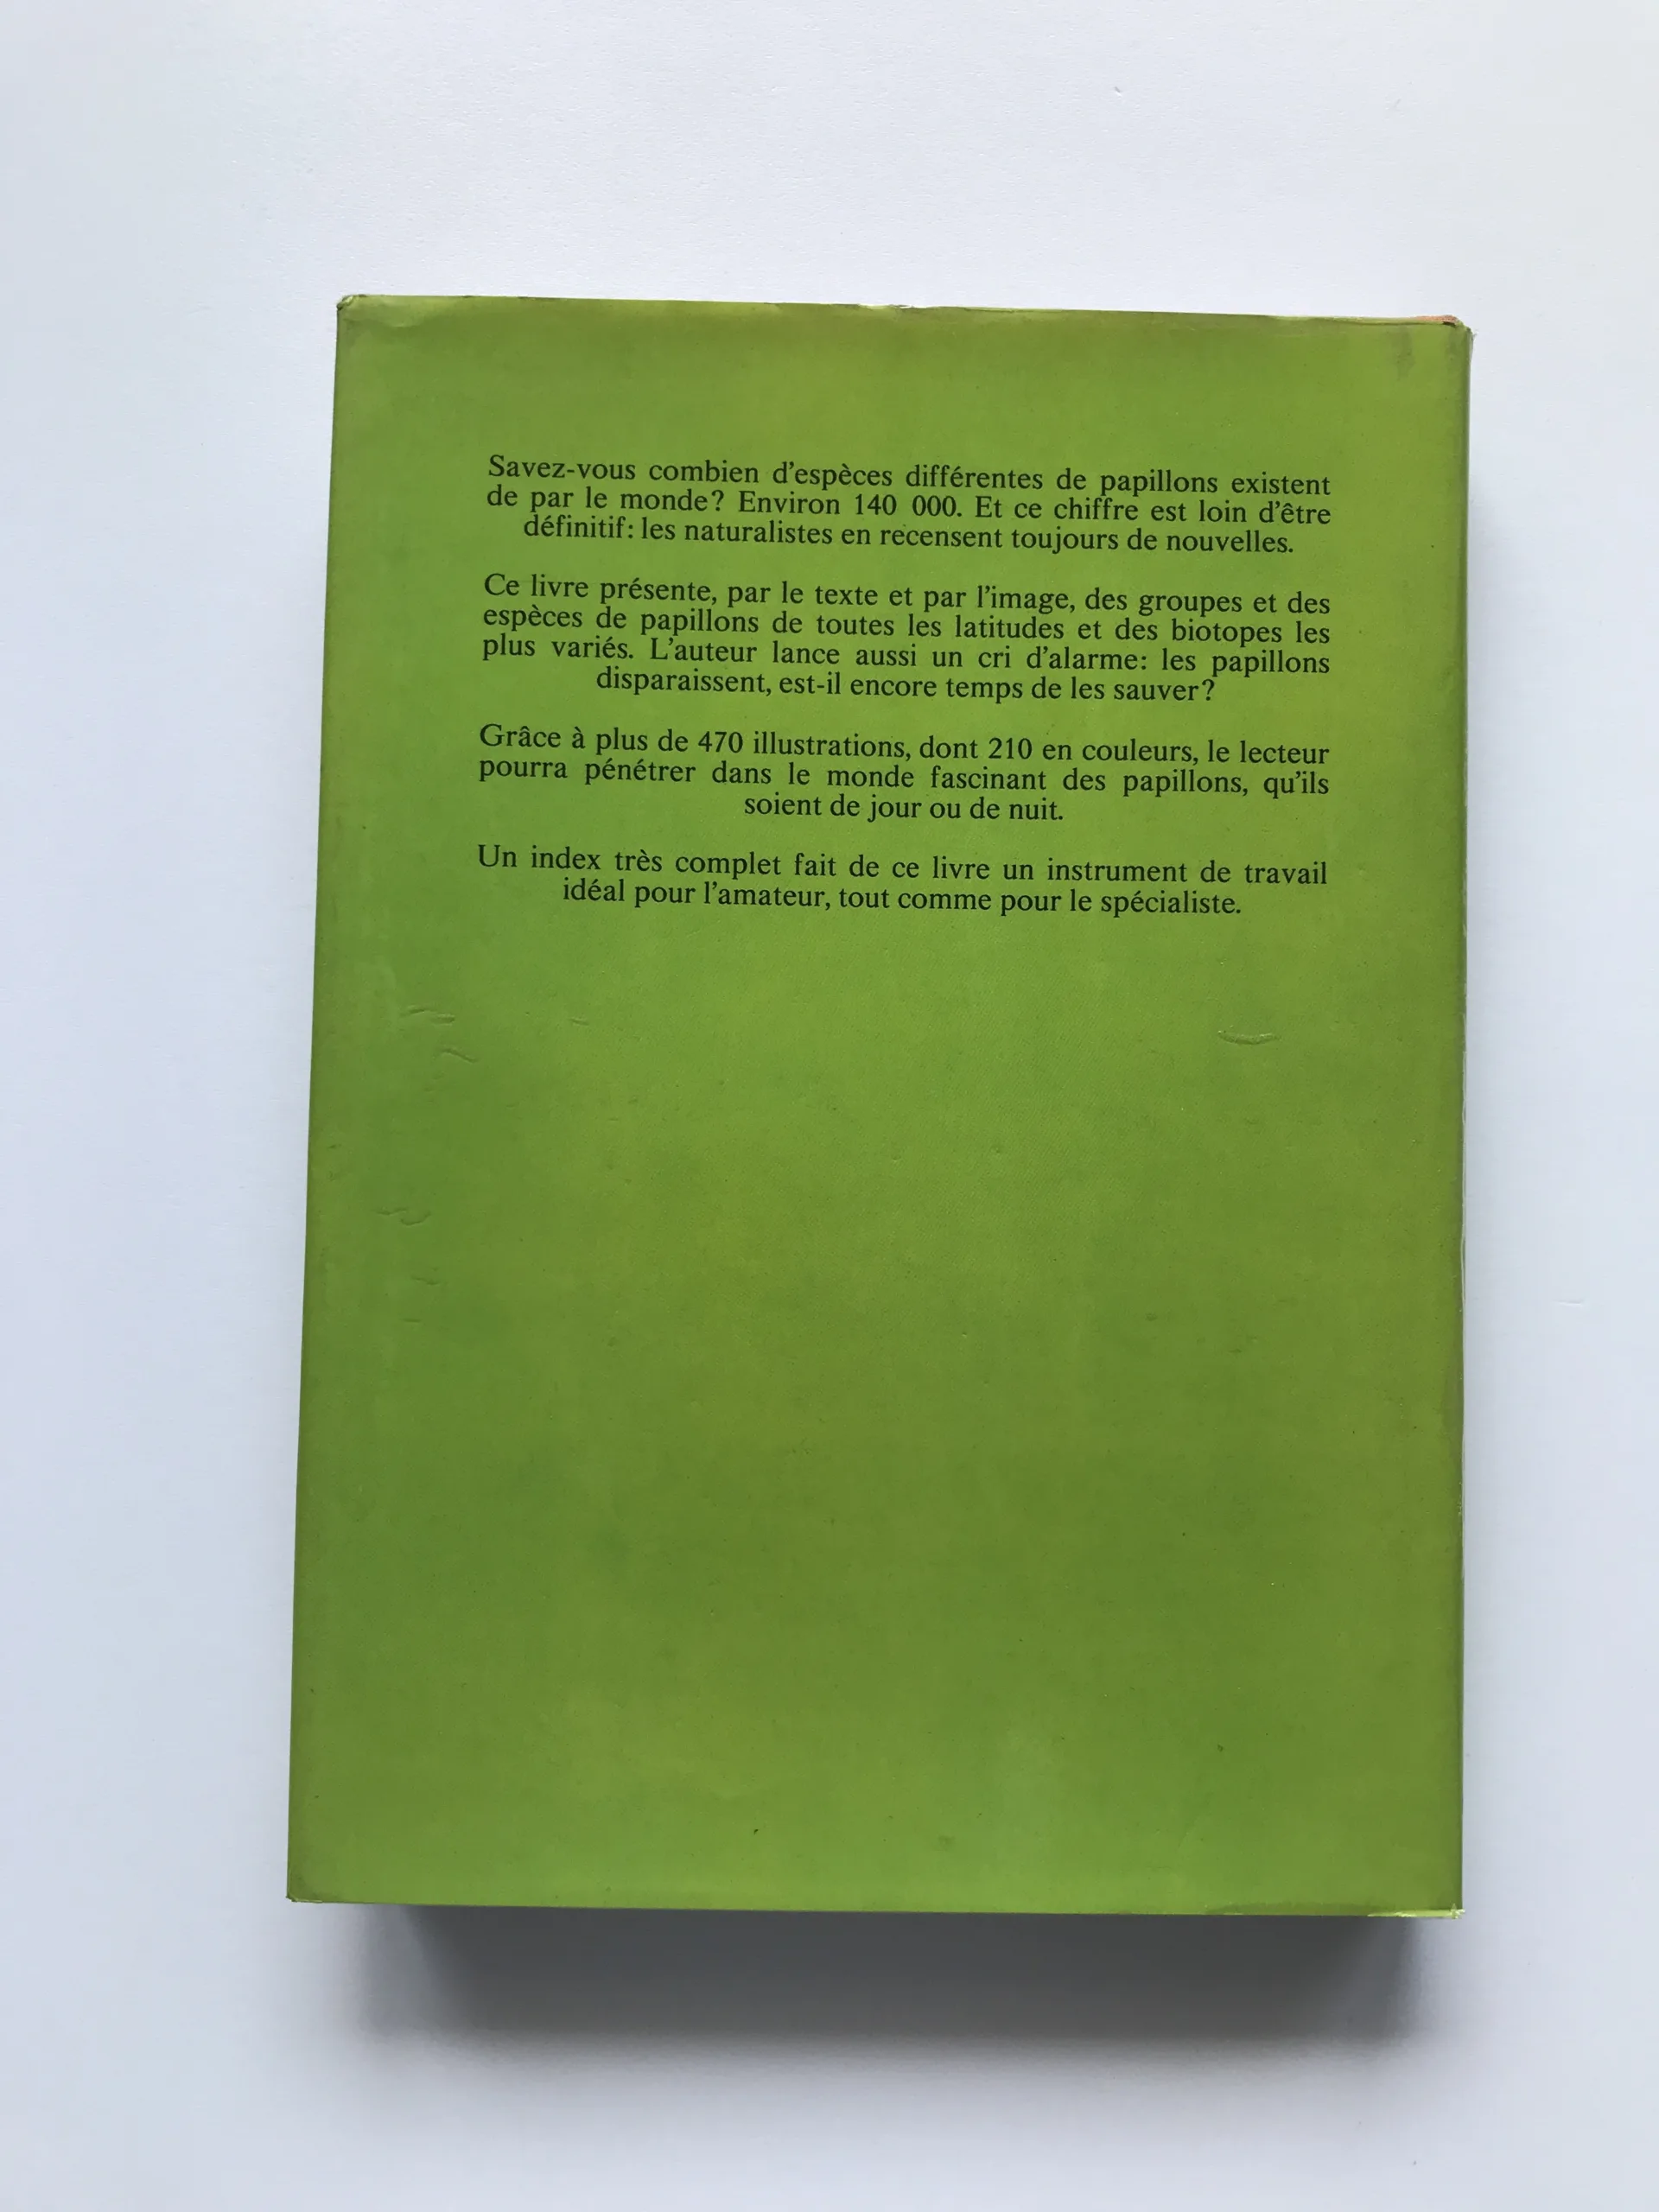 Savez-vous combien d'espèces différentes de papillons existent
de par le monde? Environ 140 000. Et ce chiffre est loin d'être
définitif: les naturalistes en recensent toujours de nouvelles.
Ce livre présente, par le texte et par l'image, des groupes et des
espèces de papillons de toutes les latitudes et des biotopes les
plus variés. L'auteur lance aussi un cri d'alarme: les papillons
disparaissent, est-il encore temps de les sauver?
Grâce à plus de 470 illustrations, dont 210 en couleurs, le lecteur
pourra pénétrer dans le monde fascinant des papillons, qu'ils
soient de jour ou de nuit.
Un index très complet fait de ce livre un instrument de travail
idéal pour l'amateur, tout comme pour le spécialiste.